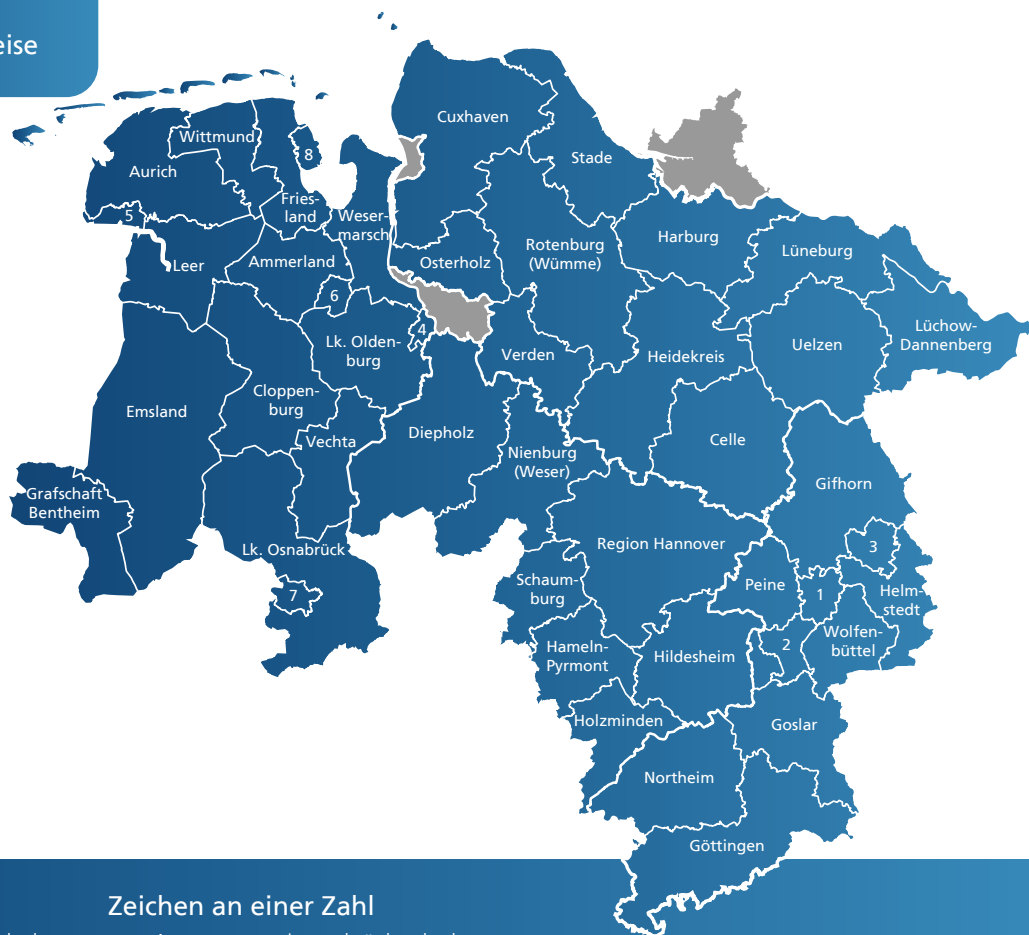 eise
Cuxhaven
Wittmund
8
Stade
Aurich
Fries-
land
5
Weser-
marsch
Harburg
Rotenburg
(Wümme)
Lüneburg
Leer
Ammerland
Osterholz
6
4
Lk. Olden-
burg
Verden
Heidekreis
Uelzen
Lüchow-
Dannenberg
Cloppen-
burg
Emsland
Vechta
Diepholz
Celle
Nienburg
(Weser)
Gifhorn
Grafschaft
Bentheim
Lk. Osnabrück
Region Hannover
3
7
Schaum-
burg
Peine
1
Helm-
stedt
Wolfen-
büttel
2
Hameln-
Pyrmont
Hildesheim
Holzminden
Goslar
Northeim
Göttingen
Zeichen an einer Zahl